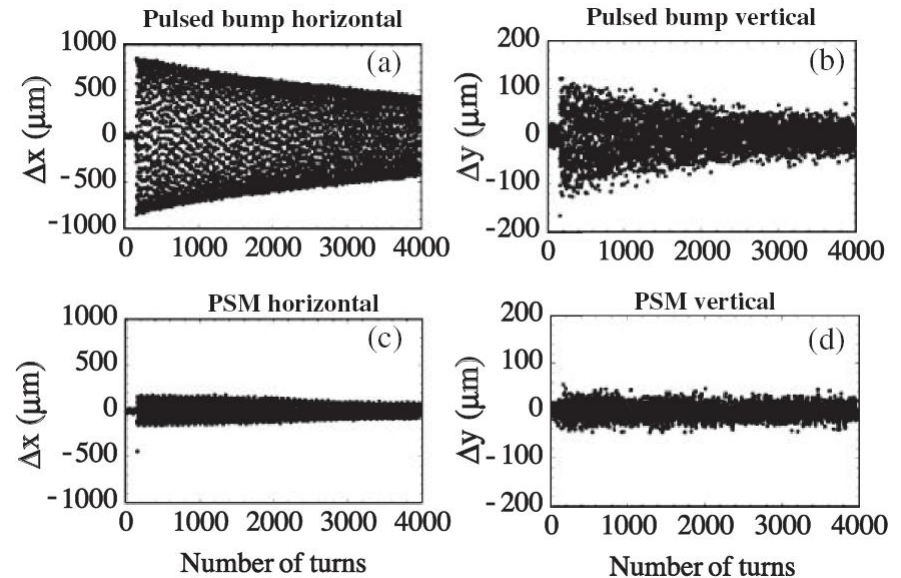 Pulsed bump horizontal
1000
500
0
-500
-1000
Δx (μm)
(a)
0 1000 2000 3000 4000
Pulsed bump vertical
200
100
0
-100
-200
Δy (μm)
(b)
0 1000 2000 3000 4000
PSM horizontal
1000
500
0
-500
-1000
Δx (μm)
(c)
0 1000 2000 3000 4000
Number of turns
PSM vertical
200
100
0
-100
-200
Δy (μm)
(d)
0 1000 2000 3000 4000
Number of turns